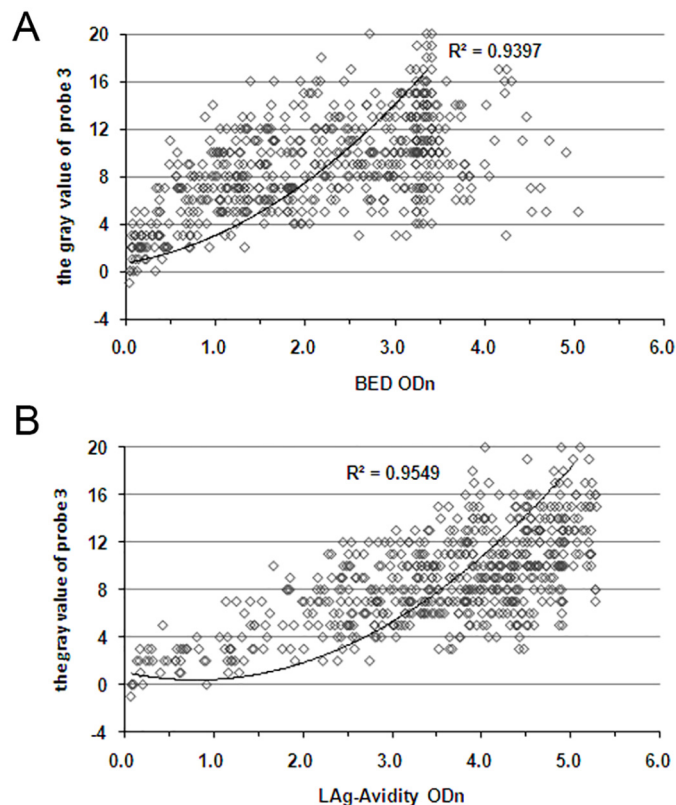 A
the gray value of probe 3
20
16
12
8
4
0
-4
R² = 0.9397
0.0 1.0 2.0 3.0 4.0 5.0 6.0
BED ODn
B
the gray value of probe 3
20
16
12
8
4
0
-4
R² = 0.9549
0.0 1.0 2.0 3.0 4.0 5.0 6.0
LAg-Avidity ODn